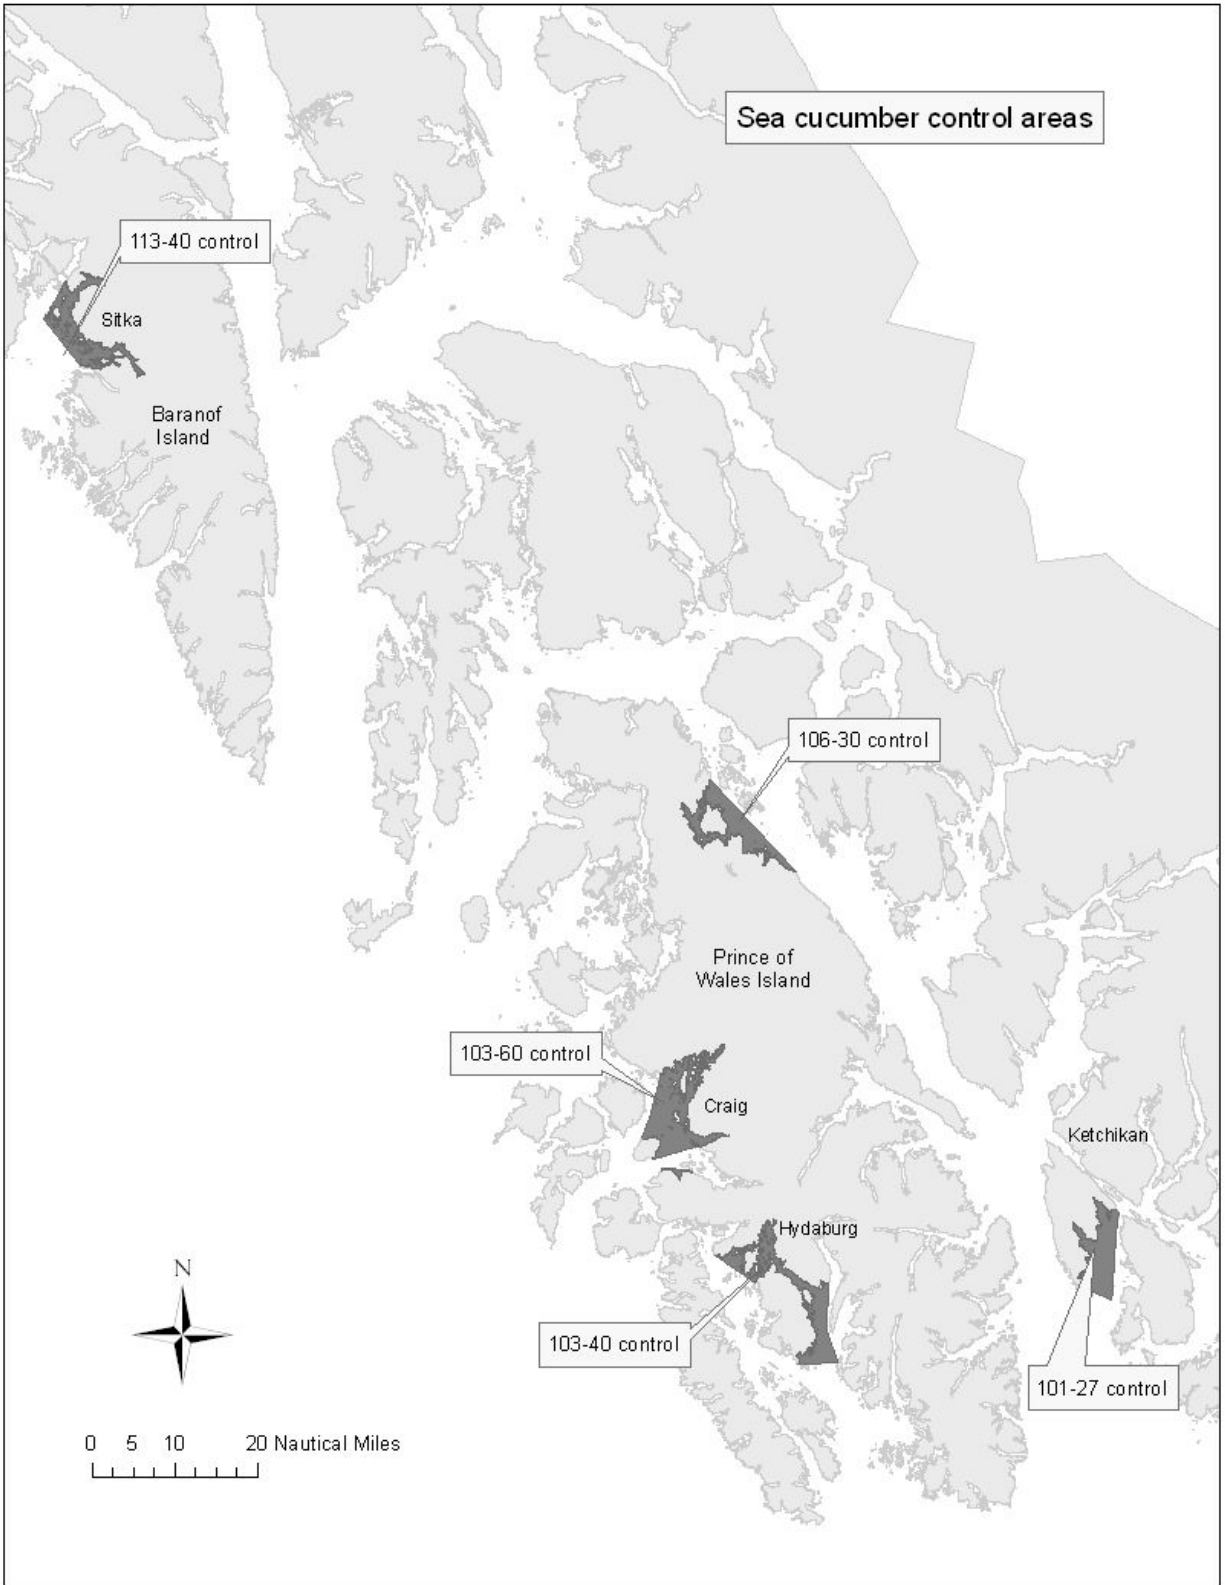 Sea cucumber control areas
113-40 control
Sitka
Baranof
Island
106-30 control
Prince of
Wales Island
103-60 control
Craig
Ketchikan
Hydaburg
N
103-40 control
101-27 control
0 5 10 20 Nautical Miles